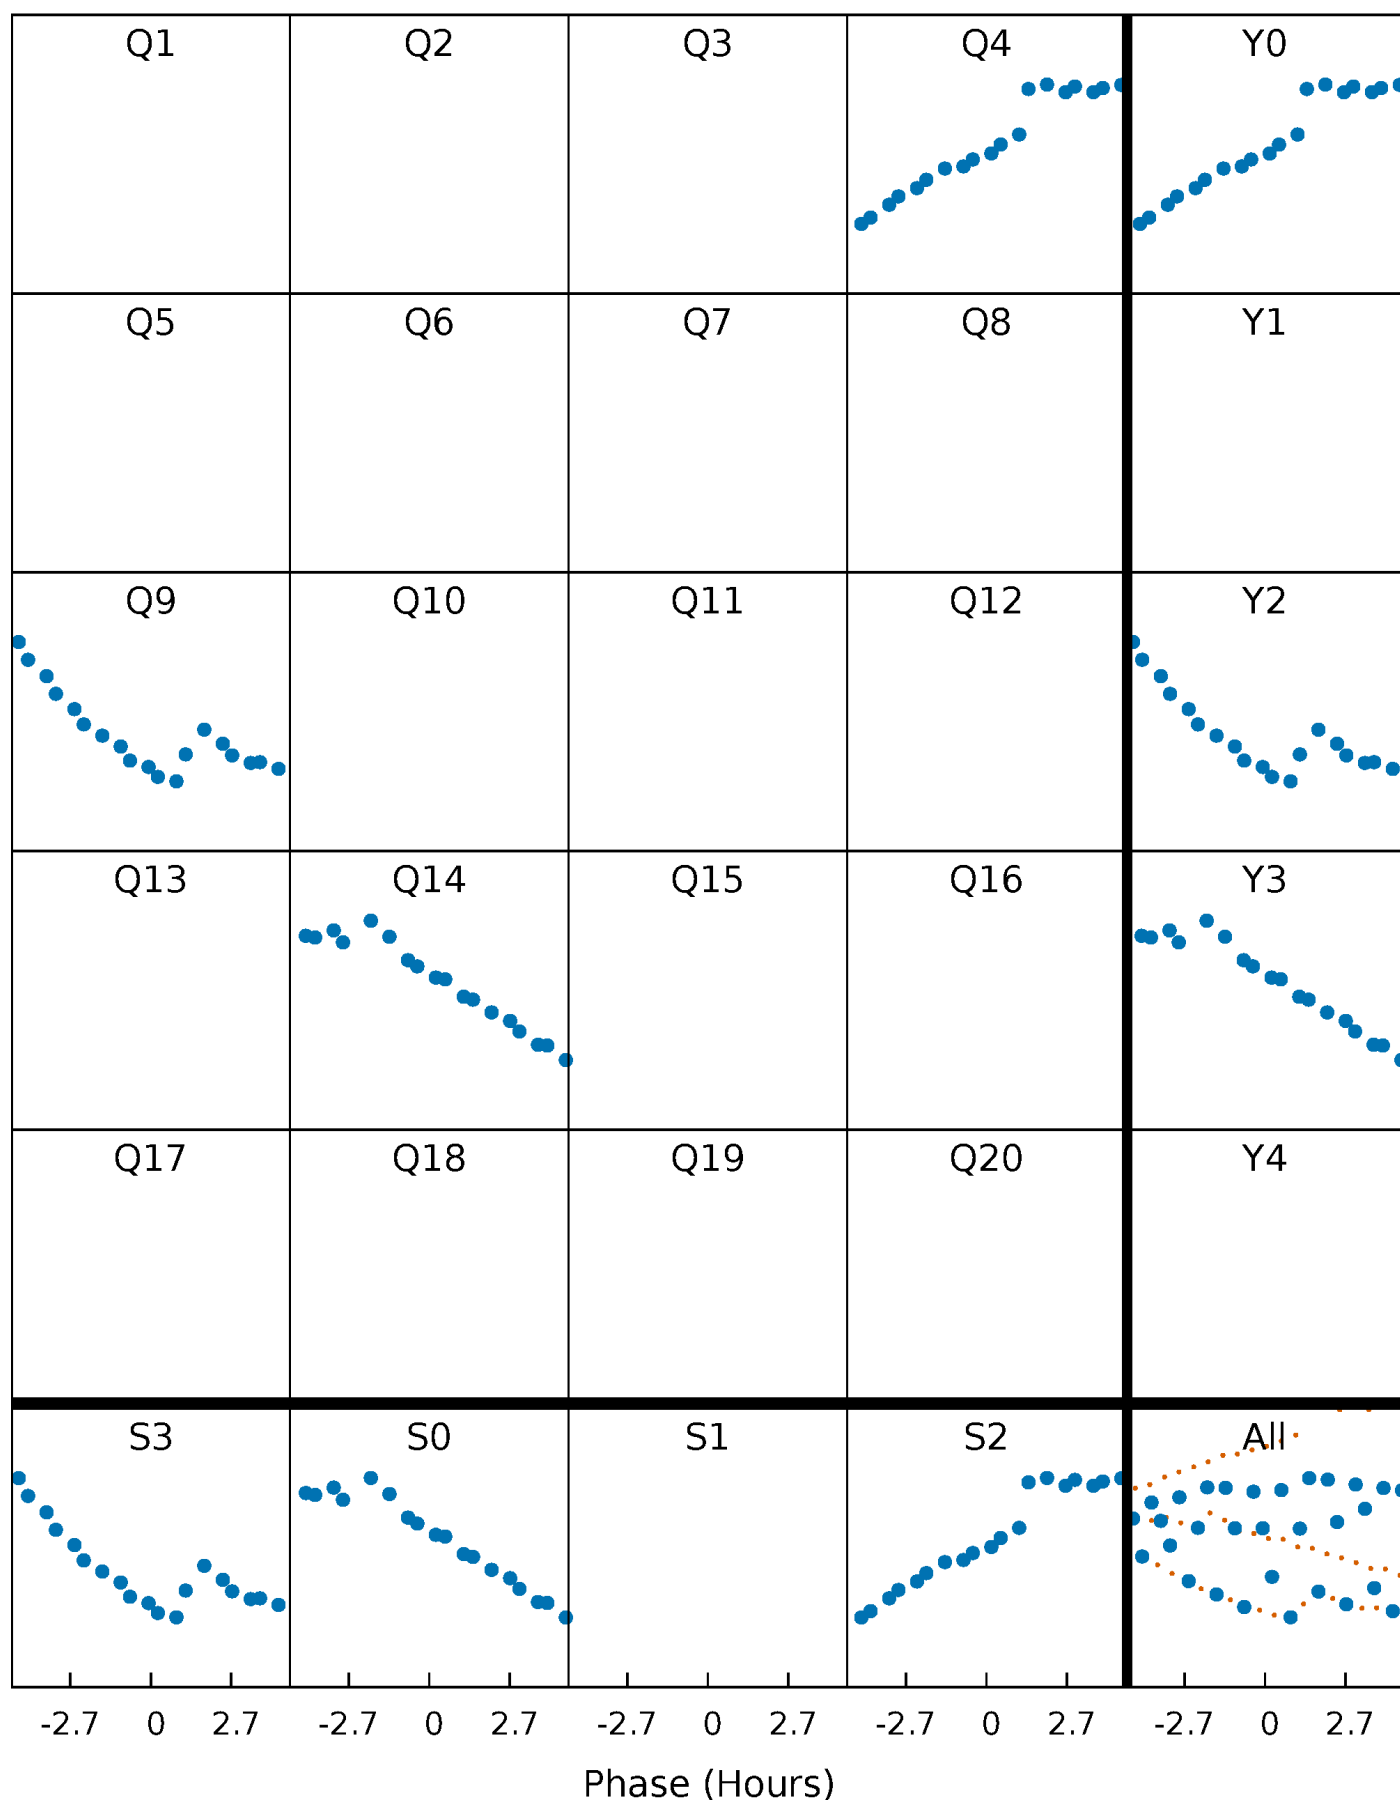 Q1 Q2 Q3 Q4 Y0
Q5 Q6 Q7 Q8 Y1
Q9 Q10 Q11 Q12 Y2
Q13 Q14 Q15 Q16 Y3
Q17 Q18 Q19 Q20 Y4
S3 S0 S1 S2 All
-2.7 0 2.7 -2.7 0 2.7 -2.7 0 2.7 -2.7 0 2.7 -2.7 0 2.7
Phase (Hours)